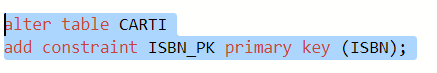 alter table CARTI
add constraint ISBN_PK primary key (ISBN);